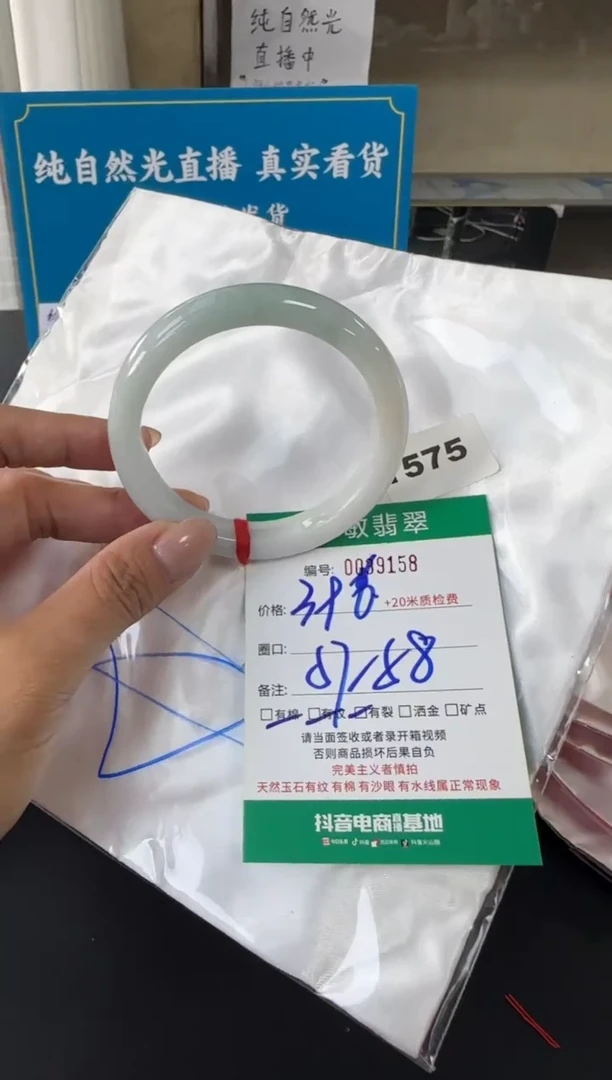 纯自然光
直播中
纯自然光直播 真实看货
发货
575
敏翡翠
编号: 0039158
价格:
+20米质检费
圈口: 57/58
备注:
□有棉 □有纹 □有裂 □洒金 □矿点
请当面签收或者录开箱视频
否则商品损坏后果自负
完美主义者慎拍
天然玉石有纹有棉有沙眼有水线属正常现象
抖音电商直播基地